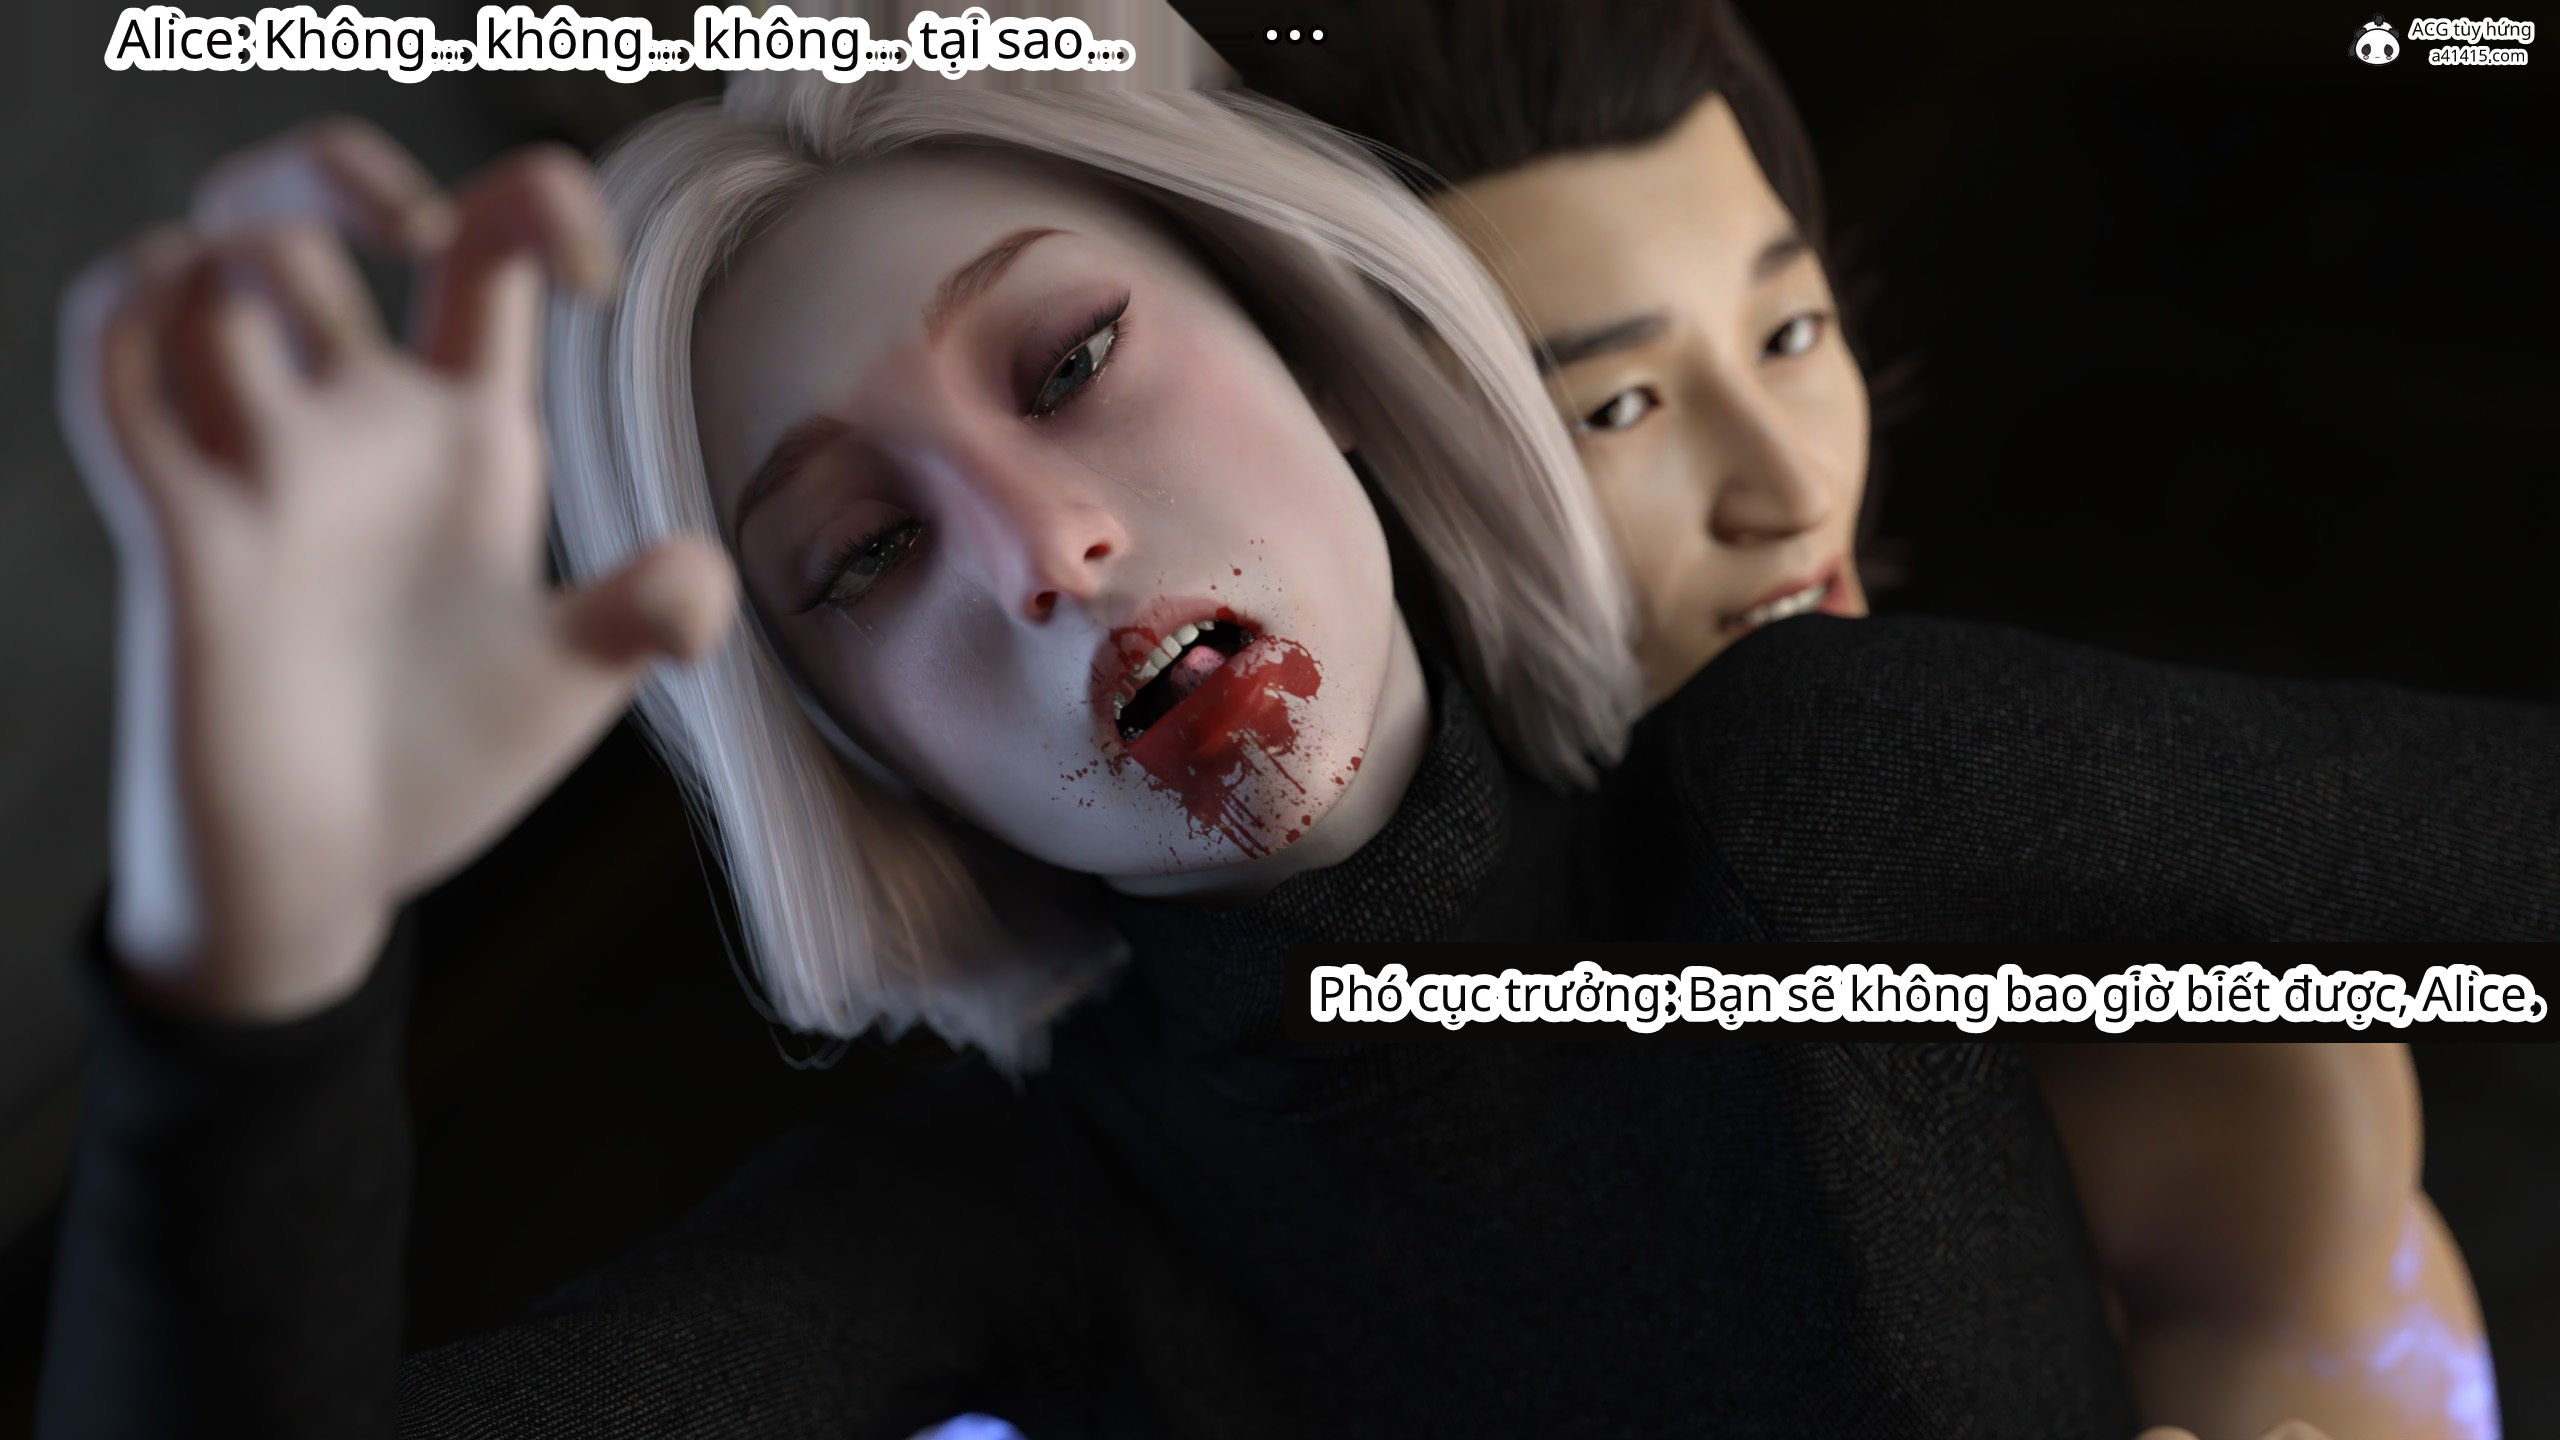 Alice: Không... không... không... tại sao...
...
ACG tùy hứng
a41415.com
Phó cục trưởng: Bạn sẽ không bao giờ biết được, Alice.